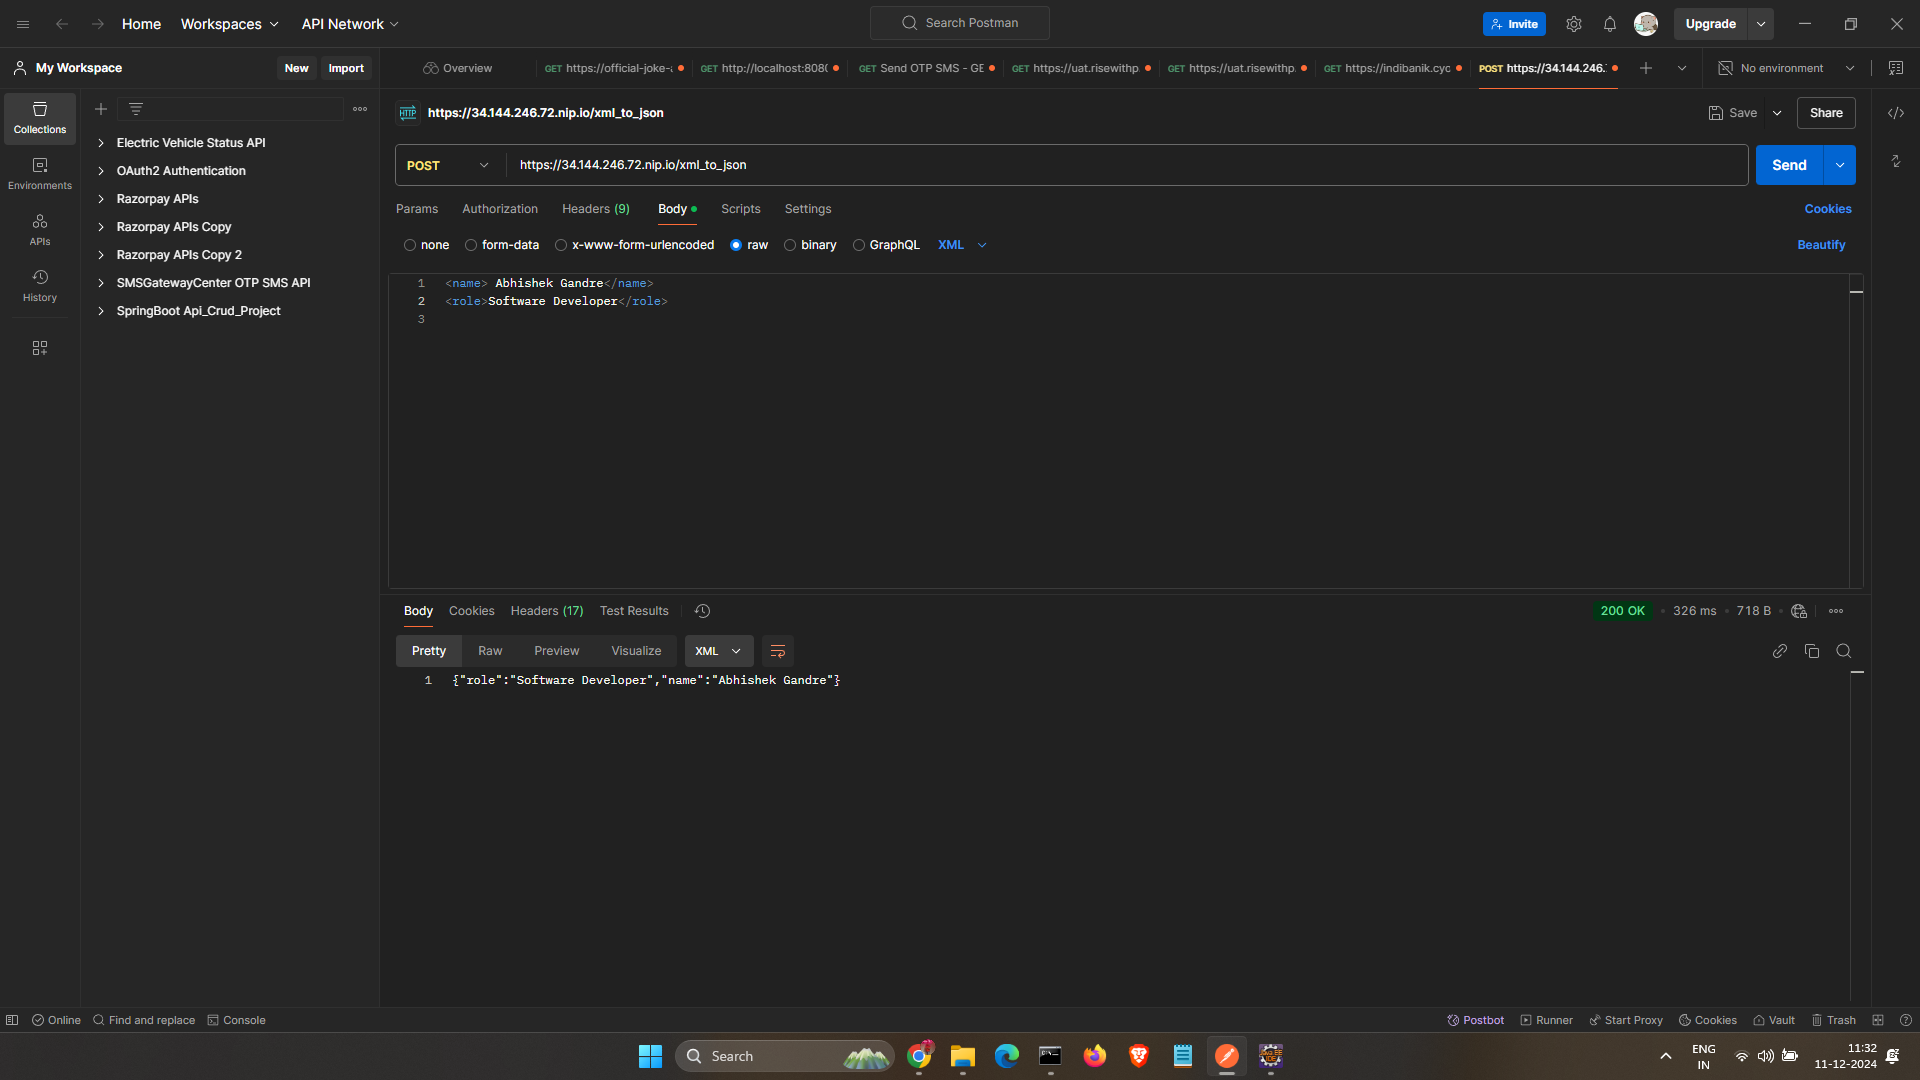 Home Workspaces API Network Search Postman Invite Upgrade
My Workspace New Import Overview GET https://official-joke-a GET http://localhost:8080 GET Send OTP SMS - GE GET https://uat.risewithp. GET https://uat.risewithp. GET https://indibanik.cyc POST https://34.144.246. No environment
Collections
Environments
APIs
History
Electric Vehicle Status API
OAuth2 Authentication
Razorpay APIs
Razorpay APIs Copy
Razorpay APIs Copy 2
SMSGatewayCenter OTP SMS API
SpringBoot Api_Crud_Project
HTTP https://34.144.246.72.nip.io/xml_to_json Save Share
POST https://34.144.246.72.nip.io/xml_to_json Send
Params Authorization Headers (9) Body Scripts Settings Cookies
none form-data x-www-form-urlencoded raw binary GraphQL XML Beautify
1 <name> Abhishek Gandre</name>
2 <role>Software Developer</role>
3
Body Cookies Headers (17) Test Results 200 OK 326 ms 718 B
Pretty Raw Preview Visualize XML
1 {"role":"Software Developer","name":"Abhishek Gandre"}
Online Find and replace Console Postbot Runner Start Proxy Cookies Vault Trash
Search ENG IN 11:32 11-12-2024